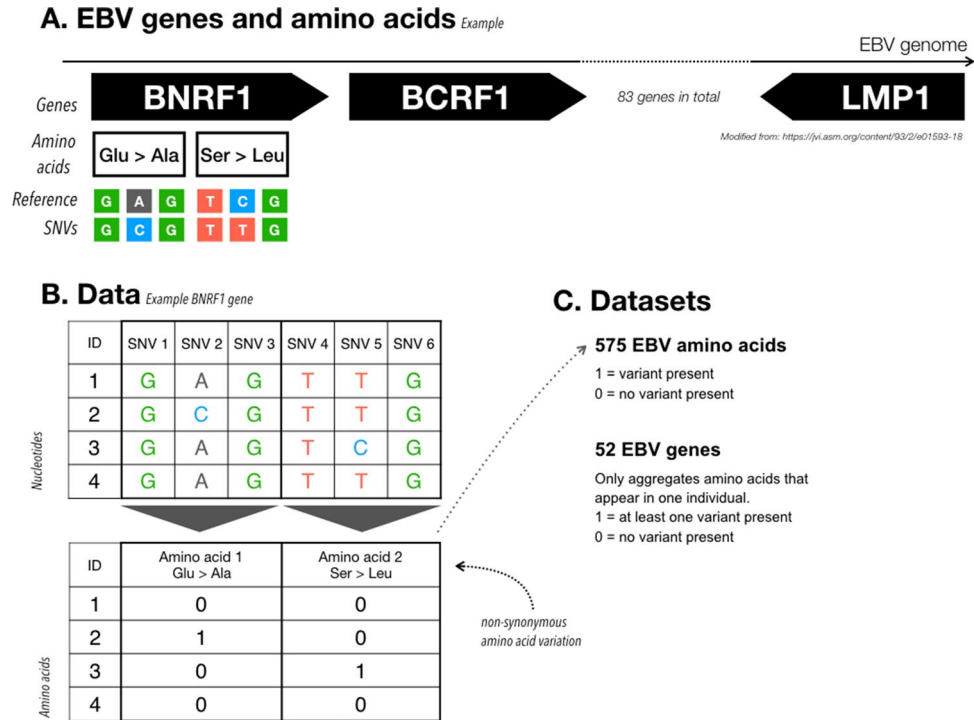 A. EBV genes and amino acids Example
EBV genome
Genes
BNRF1
BCRF1
83 genes in total
LMP1
Modified from: https://jvi.asm.org/content/93/2/e01593-18
Amino
acids
Glu > Ala
Ser > Leu
Reference G A G T C G
SNVs G C G T T G
B. Data Example BNRF1 gene
ID SNV 1 SNV 2 SNV 3 SNV 4 SNV 5 SNV 6
1 G A G T T G
2 G C G T T G
3 G A G T C G
4 G A G T T G
Nucleotides
ID
Amino acid 1
Glu > Ala
Amino acid 2
Ser > Leu
1 0 0
2 1 0
3 0 1
4 0 0
Amino acids
non-synonymous
amino acid variation
C. Datasets
575 EBV amino acids
1 = variant present
0 = no variant present
52 EBV genes
Only aggregates amino acids that
appear in one individual.
1 = at least one variant present
0 = no variant present